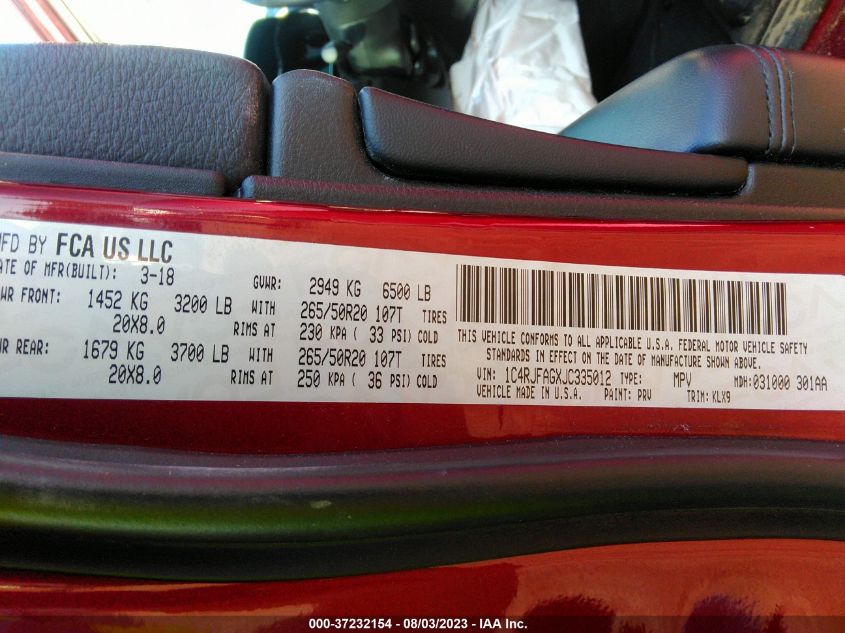 MFD BY FCA US LLC
DATE OF MFR(BUILT): 3-18 GVWR: 2949 KG 6500 LB
FRONT: 1452 KG 3200 LB WITH 265/50R20 107T TIRES
20X8.0 RIMS AT 230 KPA ( 33 PSI) COLD
REAR: 1679 KG 3700 LB WITH 265/50R20 107T TIRES
20X8.0 RIMS AT 250 KPA ( 36 PSI) COLD
THIS VEHICLE CONFORMS TO ALL APPLICABLE U.S.A. FEDERAL MOTOR VEHICLE SAFETY
STANDARDS IN EFFECT ON THE DATE OF MANUFACTURE SHOWN ABOVE.
VIN: 1C4RJFAGXJC335012 TYPE: MPV MDH:031000 301AA
VEHICLE MADE IN U.S.A. PAINT: PRV TRIM: KLX9
000-37232154 - 08/03/2023 - IAA Inc.